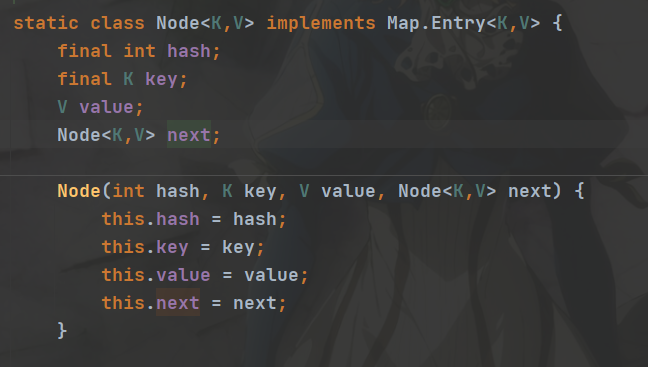 static class Node<K,V> implements Map.Entry<K,V> {
    final int hash;
    final K key;
    V value;
    Node<K,V> next;
    Node(int hash, K key, V value, Node<K,V> next) {
        this.hash = hash;
        this.key = key;
        this.value = value;
        this.next = next;
    }